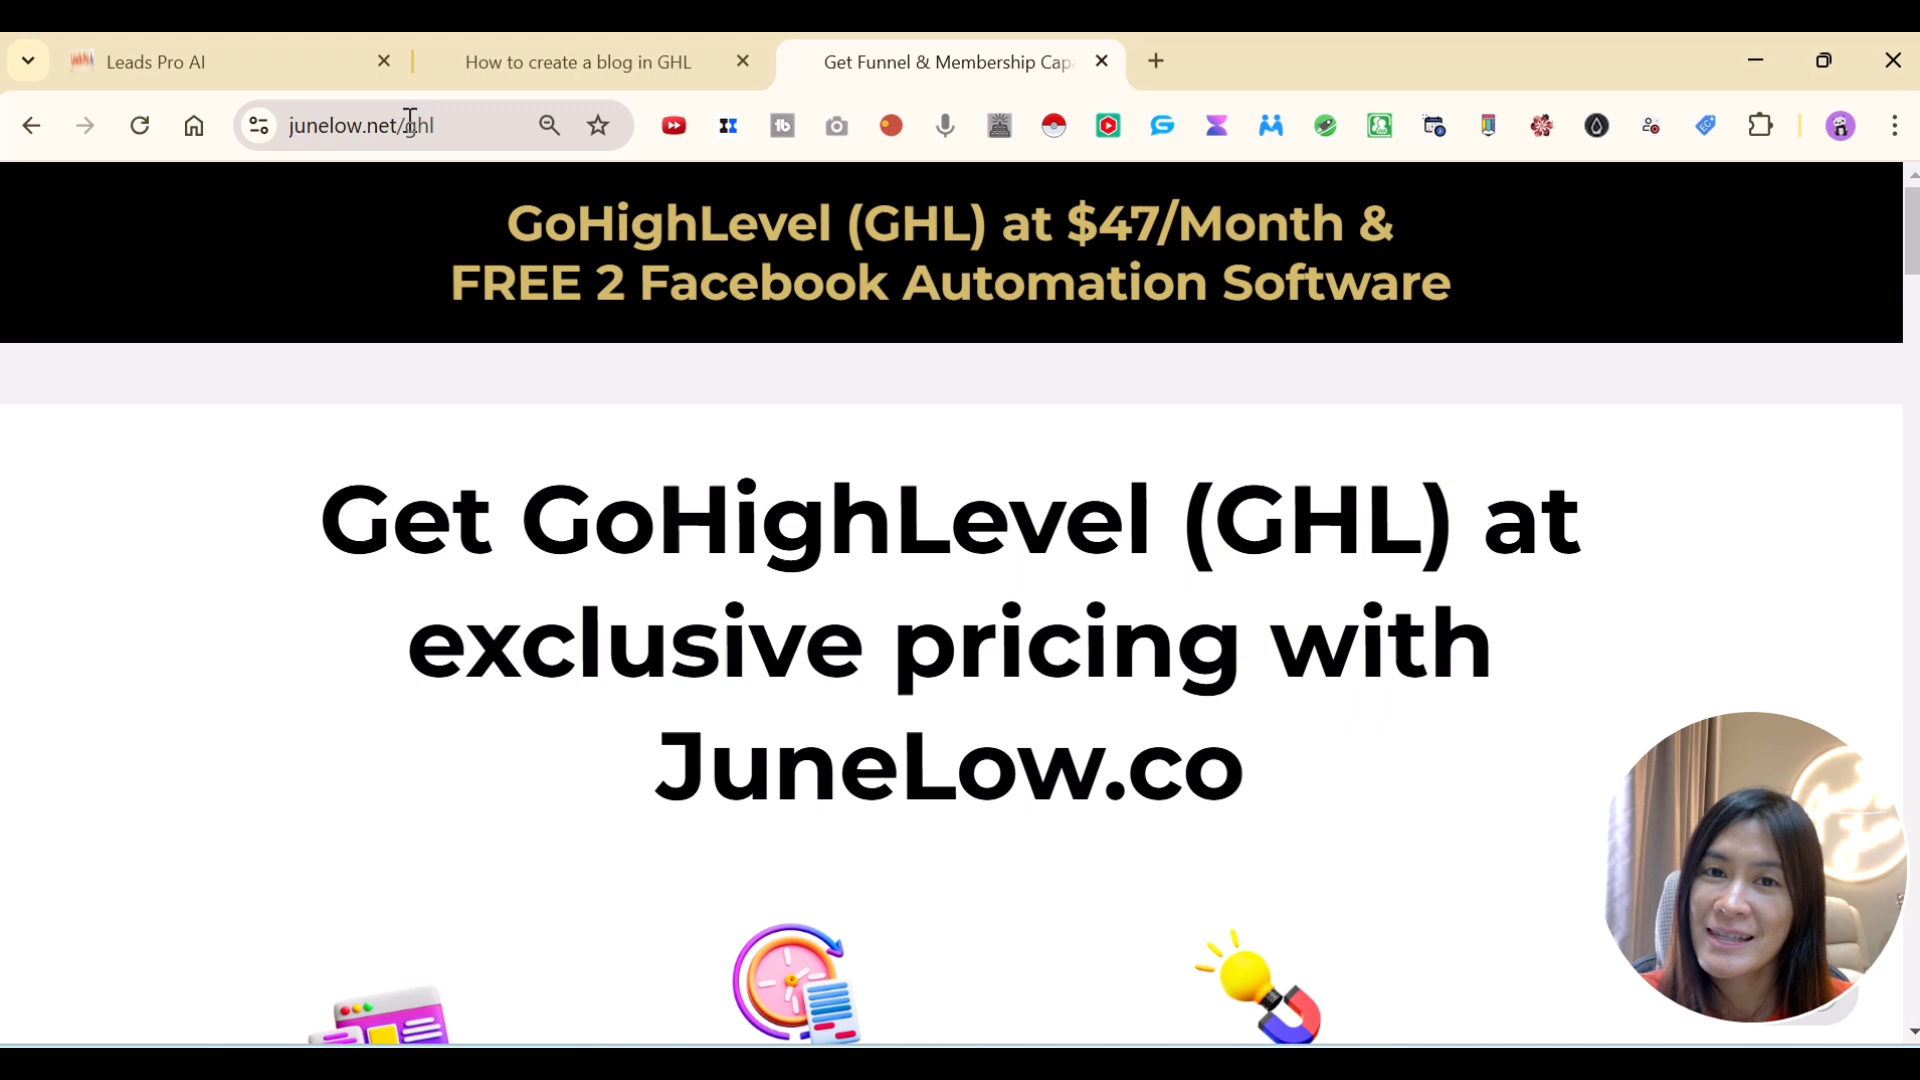 Leads Pro AI
How to create a blog in GHL
Get Funnel & Membership Capa
junelow.net/ghl
GoHighLevel (GHL) at $47/Month &
FREE 2 Facebook Automation Software
Get GoHighLevel (GHL) at
exclusive pricing with
JuneLow.co